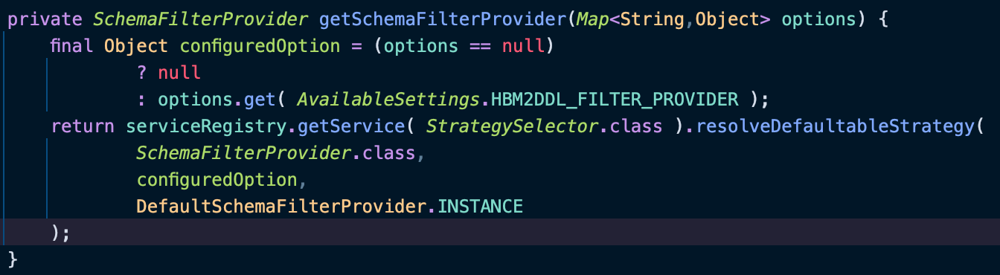 private SchemaFilterProvider getSchemaFilterProvider(Map<String,Object> options) {
    final Object configuredOption = (options == null)
            ? null
            : options.get( AvailableSettings.HBM2DDL_FILTER_PROVIDER );
    return serviceRegistry.getService( StrategySelector.class ).resolveDefaultableStrategy(
            SchemaFilterProvider.class,
            configuredOption,
            DefaultSchemaFilterProvider.INSTANCE
    );
}